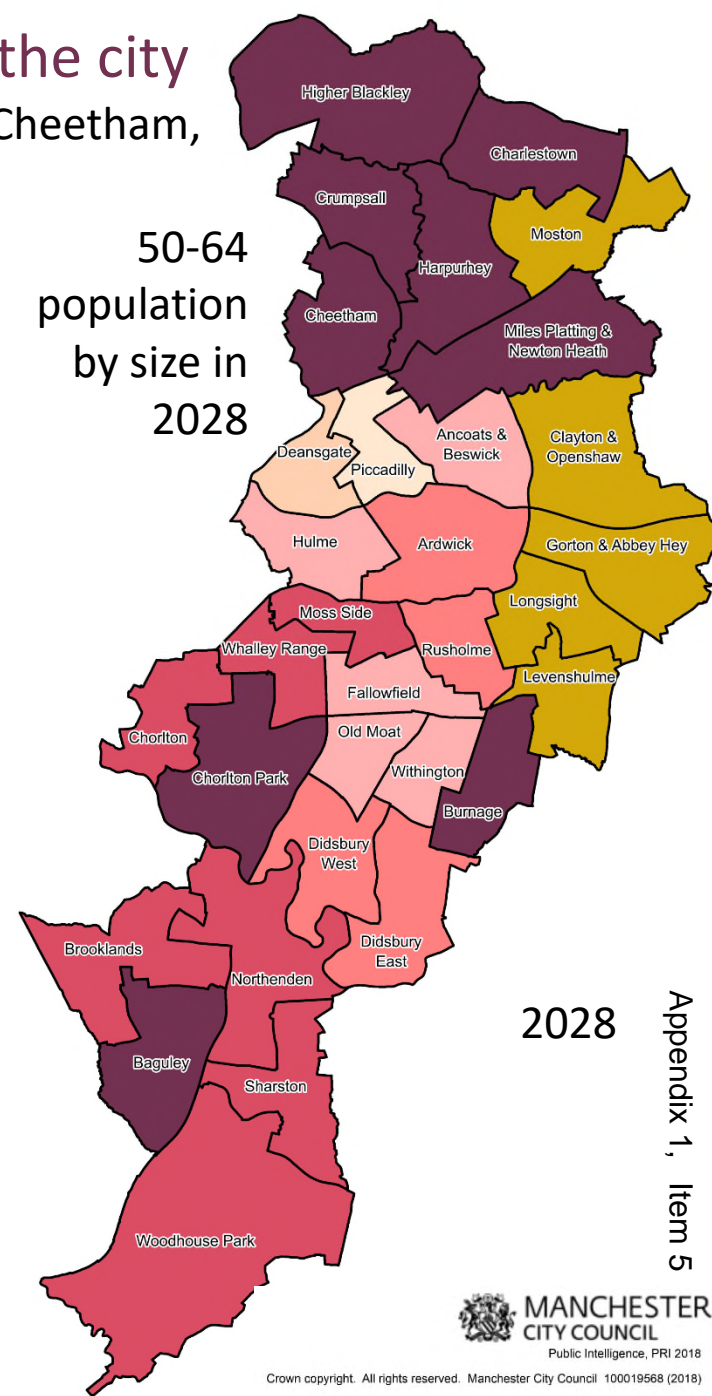 the city
Cheetham,
50-64
population
by size in
2028
Higher Blackley
Charlestown
Crumpsall
Moston
Harpurhey
Cheetham
Miles Platting &
Newton Heath
Ancoats &
Beswick
Clayton &
Openshaw
Deansgate
Piccadilly
Hulme
Ardwick
Gorton & Abbey Hey
Longsight
Moss Side
Whalley Range
Rusholme
Levenshulme
Fallowfield
Old Moat
Chorlton
Withington
Chorlton Park
Burnage
Didsbury
West
Didsbury
East
Brooklands
Northenden
Baguley
Sharston
Woodhouse Park
2028
Appendix 1, Item 5
MANCHESTER
CITY COUNCIL
Public Intelligence, PRI 2018
Crown copyright. All rights reserved. Manchester City Council 100019568 (2018)